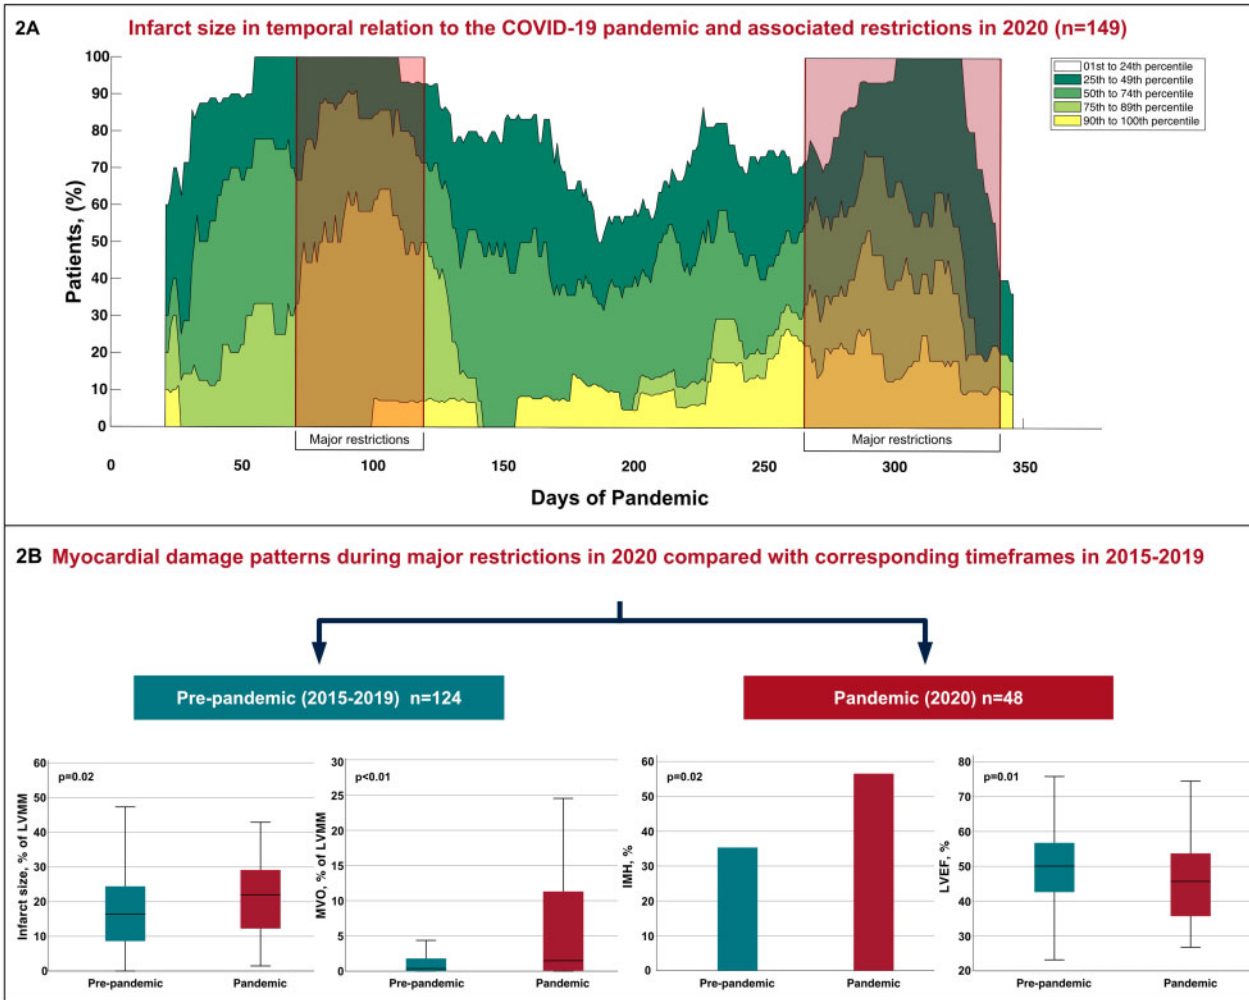 2A Infarct size in temporal relation to the COVID-19 pandemic and associated restrictions in 2020 (n=149)
100
90
80
70
60
50
40
30
20
10
0
Patients, (%)
01st to 24th percentile
25th to 49th percentile
50th to 74th percentile
75th to 89th percentile
90th to 100th percentile
Major restrictions
Major restrictions
0 50 100 150 200 250 300 350
Days of Pandemic
2B Myocardial damage patterns during major restrictions in 2020 compared with corresponding timeframes in 2015-2019
Pre-pandemic (2015-2019) n=124
Pandemic (2020) n=48
Infarct size, % of LVMM
60
50
40
30
20
10
0
p=0.02
Pre-pandemic Pandemic
MVO, % of LVMM
30
25
20
15
10
5
0
p<0.01
Pre-pandemic Pandemic
IMH, %
60
50
40
30
20
10
0
p=0.02
Pre-pandemic Pandemic
LVEF, %
80
70
60
50
40
30
20
p=0.01
Pre-pandemic Pandemic